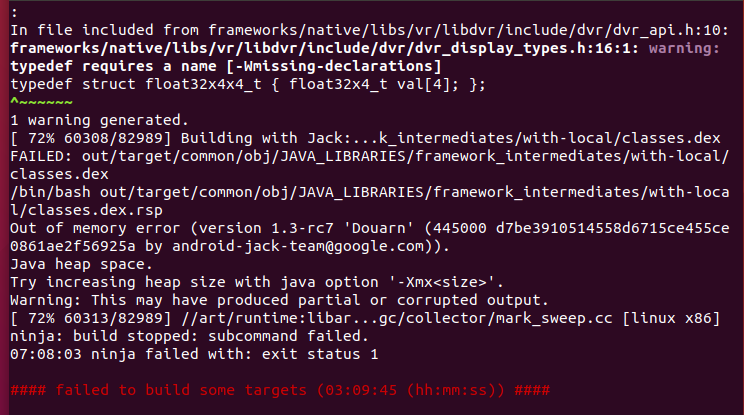 :
In file included from frameworks/native/libs/vr/libdvr/include/dvr/dvr_api.h:10:
frameworks/native/libs/vr/libdvr/include/dvr/dvr_display_types.h:16:1: warning:
typedef requires a name [-Wmissing-declarations]
typedef struct float32x4x4_t { float32x4_t val[4]; };
^~~~~~~
1 warning generated.
[ 72% 60308/82989] Building with Jack:...k_intermediates/with-local/classes.dex
FAILED: out/target/common/obj/JAVA_LIBRARIES/framework_intermediates/with-local/
classes.dex
/bin/bash out/target/common/obj/JAVA_LIBRARIES/framework_intermediates/with-loca
l/classes.dex.rsp
Out of memory error (version 1.3-rc7 'Douarn' (445000 d7be3910514558d6715ce455ce
0861ae2f56925a by android-jack-team@google.com)).
Java heap space.
Try increasing heap size with java option '-Xmx<size>'.
Warning: This may have produced partial or corrupted output.
[ 72% 60313/82989] //art/runtime:libar...gc/collector/mark_sweep.cc [linux x86]
ninja: build stopped: subcommand failed.
07:08:03 ninja failed with: exit status 1
#### failed to build some targets (03:09:45 (hh:mm:ss)) ####